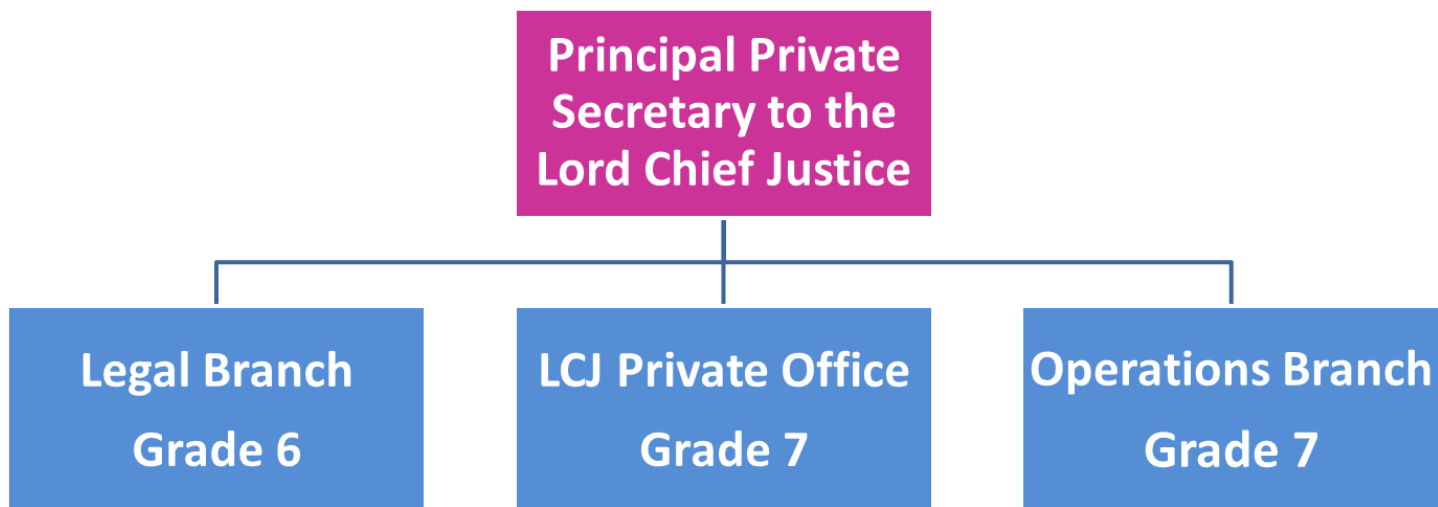 Principal Private
Secretary to the
Lord Chief Justice
Legal Branch
Grade 6
LCJ Private Office
Grade 7
Operations Branch
Grade 7